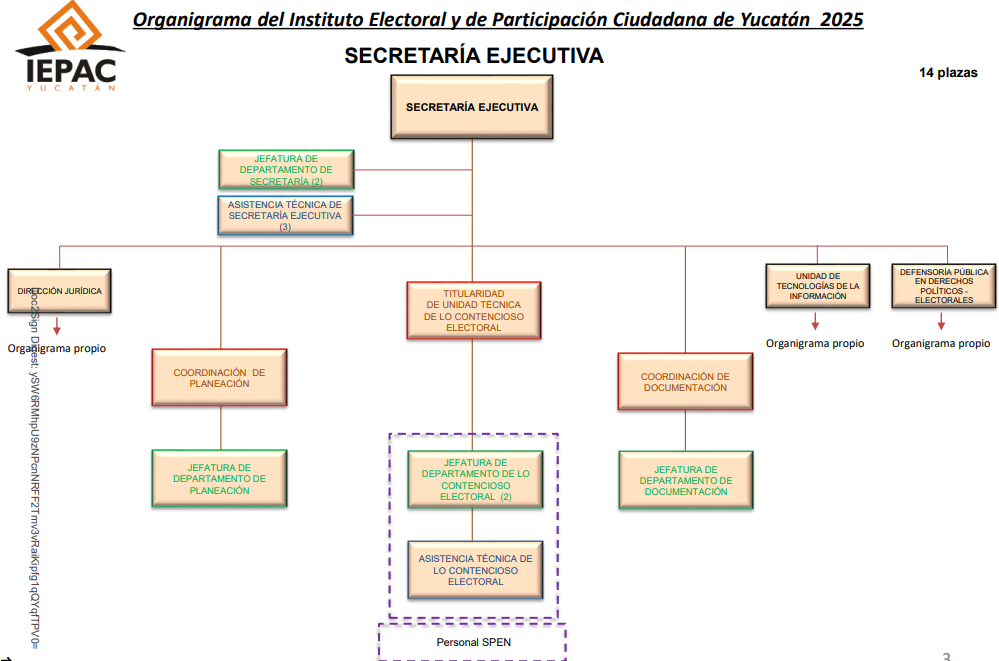 Organigrama del Instituto Electoral y de Participación Ciudadana de Yucatán 2025
IEPAC
YUCATÁN
SECRETARÍA EJECUTIVA
14 plazas
SECRETARÍA EJECUTIVA
JEFATURA DE
DEPARTAMENTO DE
SECRETARÍA (2)
ASISTENCIA TÉCNICA DE
SECRETARÍA EJECUTIVA
(3)
DIRECCIÓN JURÍDICA
Organigrama propio
TITULARIDAD
DE UNIDAD TÉCNICA
DE LO CONTENCIOSO
ELECTORAL
UNIDAD DE
TECNOLOGÍAS DE LA
INFORMACIÓN
Organigrama propio
DEFENSORÍA PÚBLICA
EN DERECHOS
POLÍTICOS -
ELECTORALES
Organigrama propio
COORDINACIÓN DE
PLANEACIÓN
COORDINACIÓN DE
DOCUMENTACIÓN
JEFATURA DE
DEPARTAMENTO DE
PLANEACIÓN
JEFATURA DE
DEPARTAMENTO DE LO
CONTENCIOSO
ELECTORAL (2)
JEFATURA DE
DEPARTAMENTO DE
DOCUMENTACIÓN
ASISTENCIA TÉCNICA DE
LO CONTENCIOSO
ELECTORAL
Personal SPEN
Doc2Sign Digest:
3